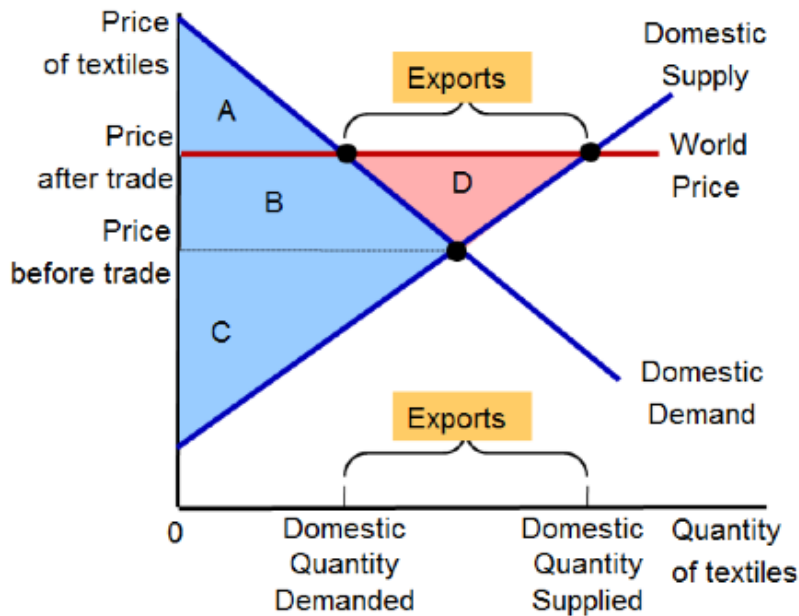 Price
of textiles
Domestic
Supply
Exports
A
Price
after trade
World
Price
D
B
Price
before trade
C
Domestic
Demand
Exports
0
Domestic
Quantity
Demanded
Domestic
Quantity
Supplied
Quantity
of textiles